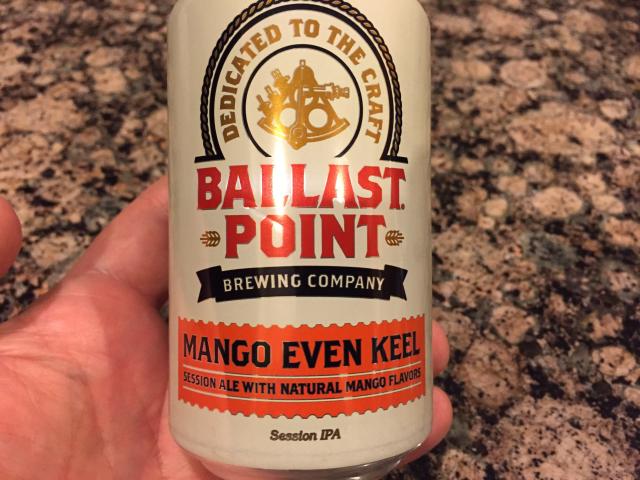 DEDICATED TO THE CRAFT
BALLAST
POINT
BREWING COMPANY
MANGO EVEN KEEL
SESSION ALE WITH NATURAL MANGO FLAVORS
Session IPA